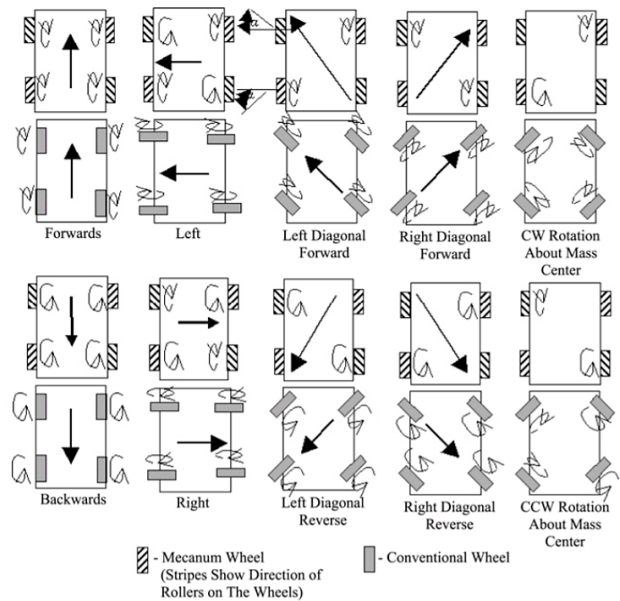 α
α
Forwards
Left
Left Diagonal
Forward
Right Diagonal
Forward
CW Rotation
About Mass
Center
Backwards
Right
Left Diagonal
Reverse
Right Diagonal
Reverse
CCW Rotation
About Mass
Center
- Mecanum Wheel
(Stripes Show Direction of
Rollers on The Wheels)
- Conventional Wheel